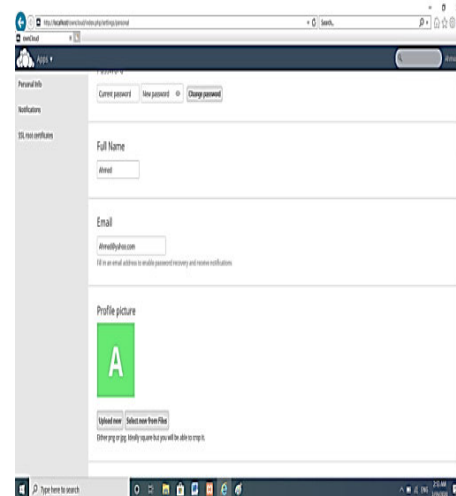 http://localhost/owncloud/index.php/settings/personal
Search...
ownCloud
Apps
Personal info
Current password
New password
Change password
Notifications
SSL root certificates
Full Name
Ahmed
Email
Ahmed@yahoo.com
Fill in an email address to enable password recovery and receive notifications
Profile picture
A
Upload new
Select new from Files
Either png or jpg. Ideally square but you will be able to crop it.
Type here to search